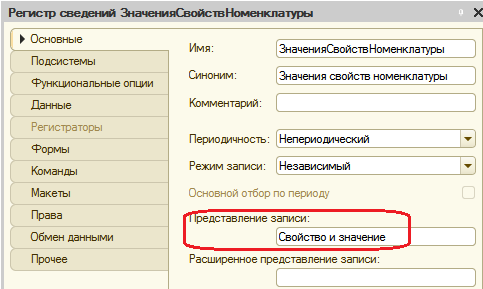 Регистр сведений ЗначенияСвойствНоменклатуры
Основные
Подсистемы
Функциональные опции
Данные
Регистраторы
Формы
Команды
Макеты
Права
Обмен данными
Прочее
Имя: ЗначенияСвойствНоменклатуры
Синоним: Значения свойств номенклатуры
Комментарий:
Периодичность: Непериодический
Режим записи: Независимый
Основной отбор по периоду
Представление записи:
Свойство и значение
Расширенное представление записи: